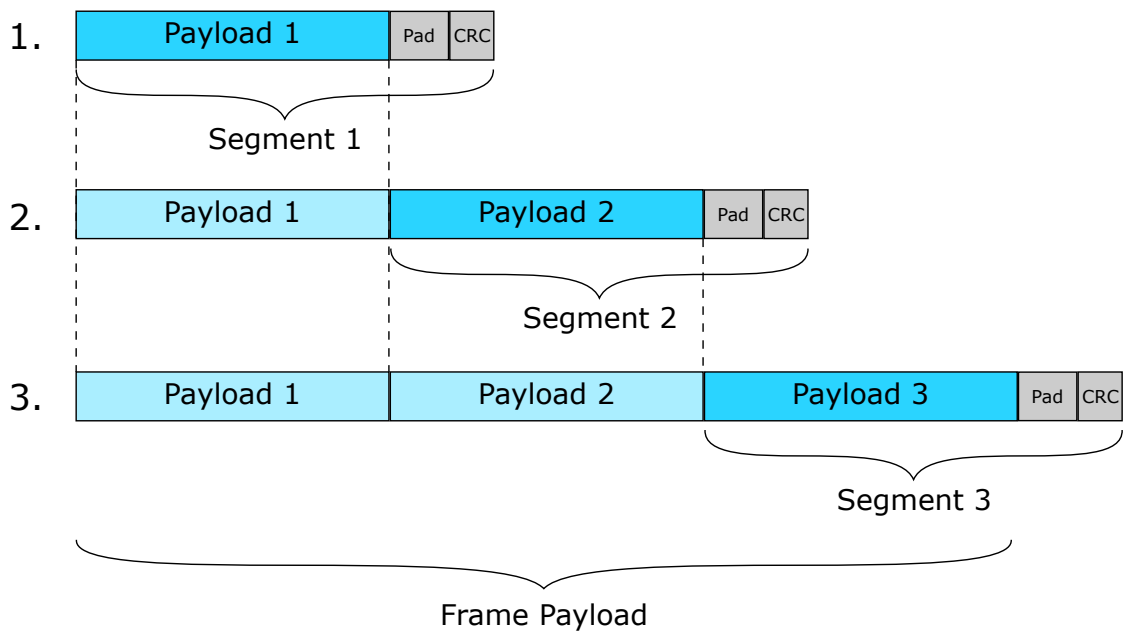 1. Payload 1 Pad CRC
Segment 1
2. Payload 1 Payload 2 Pad CRC
Segment 2
3. Payload 1 Payload 2 Payload 3 Pad CRC
Segment 3
Frame Payload